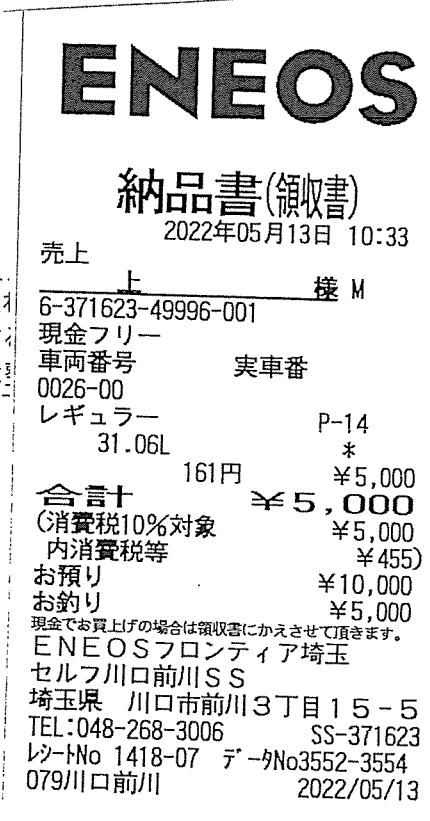 ENEOS
納品書(領収書)
2022年05月13日 10:33
売上
上 様 M
6-371623-49996-001
現金フリー
車両番号 実車番
0026-00
レギュラー P-14
31.06L *
161円 ¥5,000
合計 ¥5,000
(消費税10%対象 ¥5,000
内消費税等 ¥455)
お預り ¥10,000
お釣り ¥5,000
現金でお買上げの場合は領収書にかえさせて頂きます。
ENEOSフロンティア埼玉
セルフ川口前川SS
埼玉県 川口市前川3丁目15-5
TEL:048-268-3006 SS-371623
レシートNo 1418-07 データNo3552-3554
079川口前川 2022/05/13